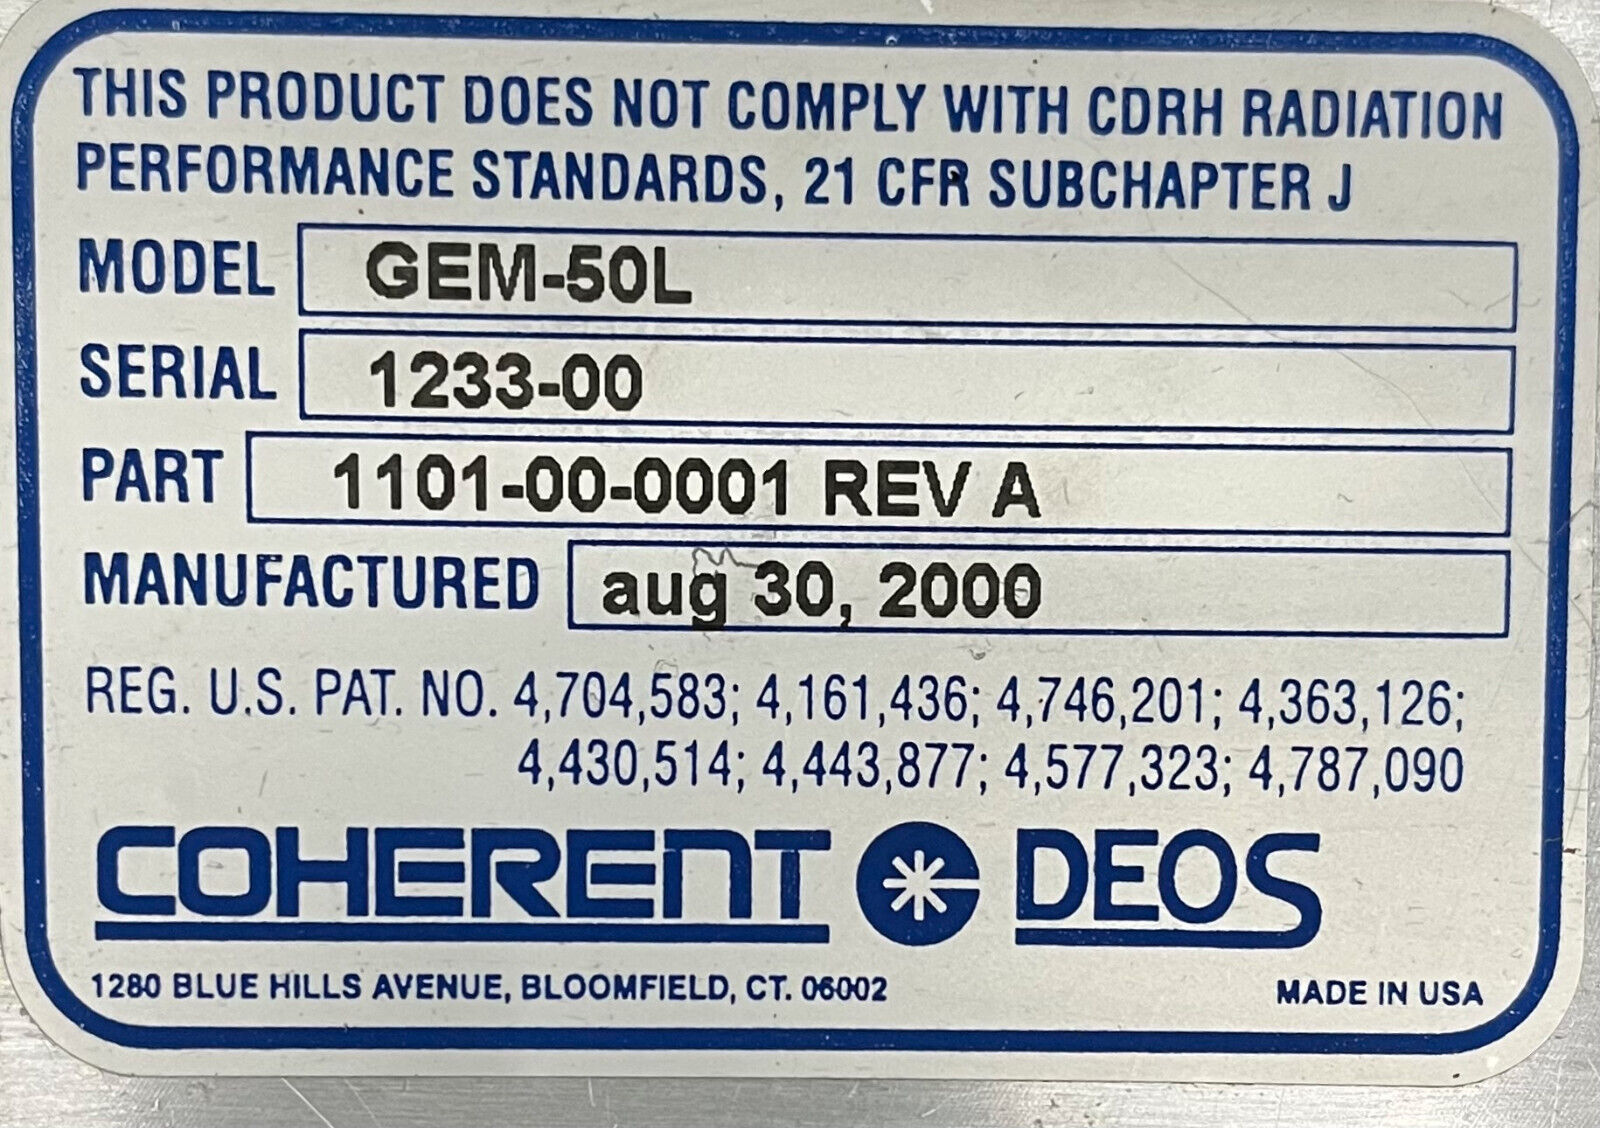 THIS PRODUCT DOES NOT COMPLY WITH CDRH RADIATION
PERFORMANCE STANDARDS, 21 CFR SUBCHAPTER J
MODEL GEM-50L
SERIAL 1233-00
PART 1101-00-0001 REV A
MANUFACTURED aug 30, 2000
REG. U.S. PAT. NO. 4,704,583; 4,161,436; 4,746,201; 4,363,126;
4,430,514; 4,443,877; 4,577,323; 4,787,090
COHERENT DEOS
1280 BLUE HILLS AVENUE, BLOOMFIELD, CT. 06002 MADE IN USA